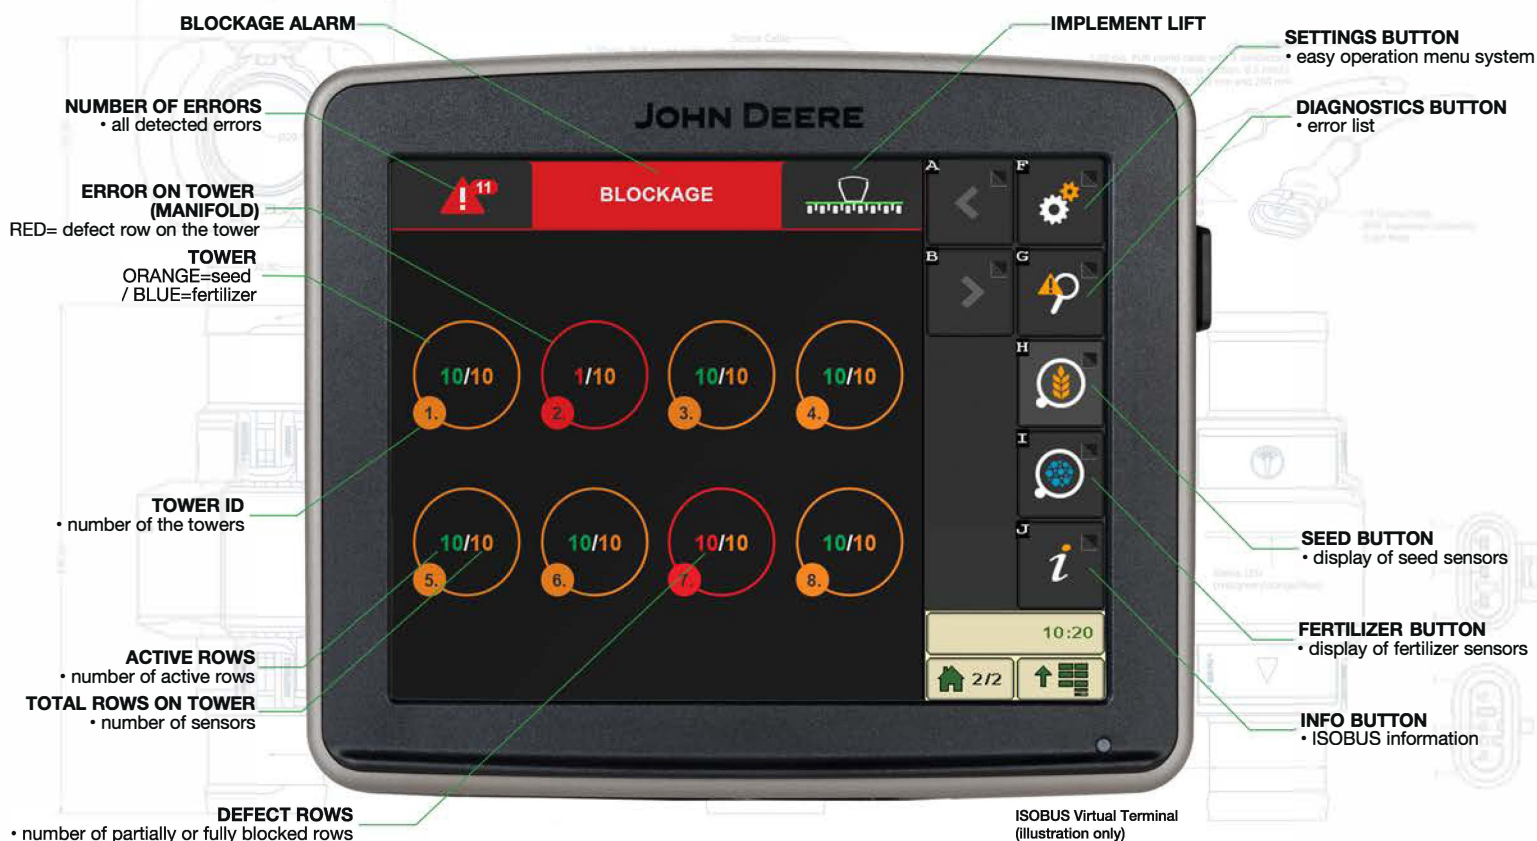 BLOCKAGE ALARM
IMPLEMENT LIFT
SETTINGS BUTTON
• easy operation menu system
NUMBER OF ERRORS
• all detected errors
DIAGNOSTICS BUTTON
• error list
JOHN DEERE
ERROR ON TOWER
(MANIFOLD)
RED= defect row on the tower
TOWER
ORANGE=seed
/ BLUE=fertilizer
11
BLOCKAGE
A
F
B
G
H
I
J
10/10
1/10
10/10
10/10
1.
2.
3.
4.
10/10
10/10
10/10
10/10
5.
6.
7.
8.
i
10:20
2/2
TOWER ID
• number of the towers
ACTIVE ROWS
• number of active rows
TOTAL ROWS ON TOWER
• number of sensors
DEFECT ROWS
• number of partially or fully blocked rows
SEED BUTTON
• display of seed sensors
FERTILIZER BUTTON
• display of fertilizer sensors
INFO BUTTON
• ISOBUS information
ISOBUS Virtual Terminal
(illustration only)